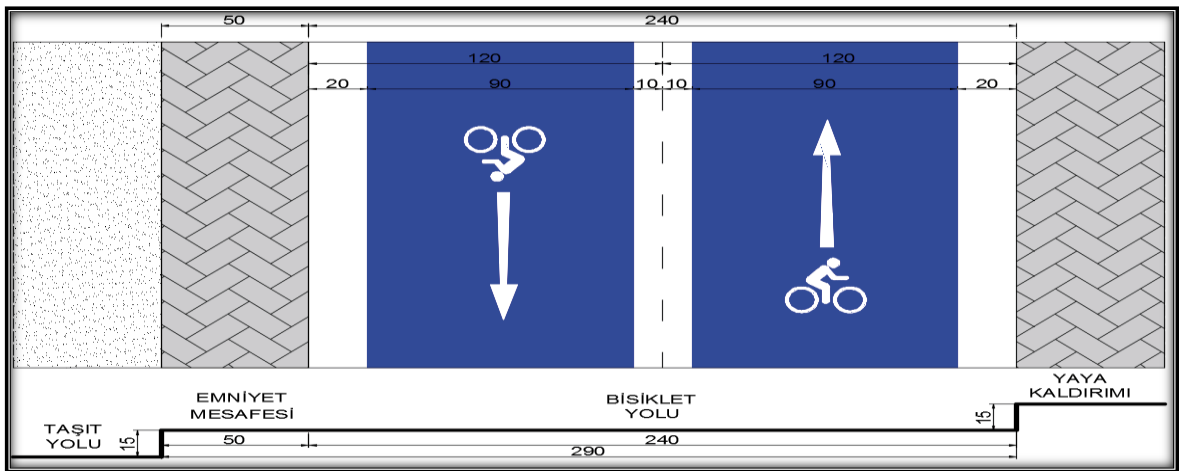 50 240
120 120
20 90 10 10 90 20
EMNİYET
MESAFESİ
BİSİKLET
YOLU
YAYA
KALDIRIMI
TAŞIT
YOLU
15 50 240 15
290